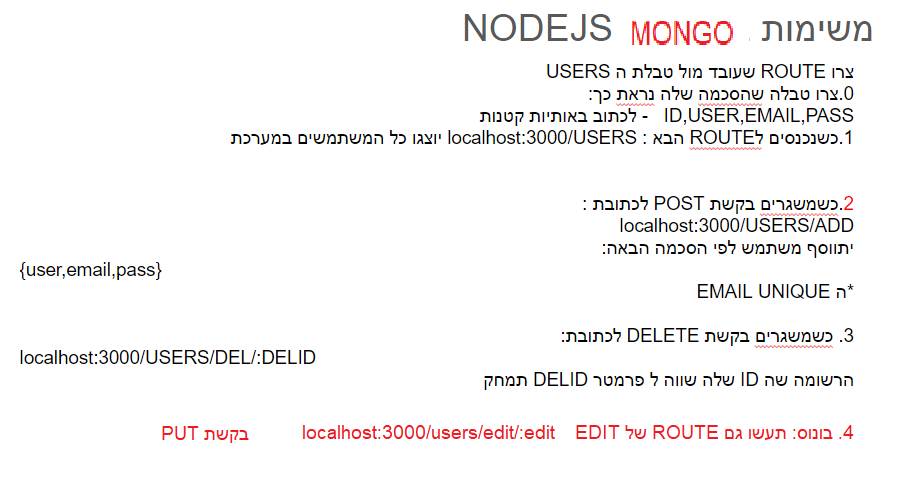 משימות MONGO NODEJS
צרו ROUTE שעובד מול טבלת ה USERS
0.צרו טבלה שהסכמה שלה נראת כך:
ID,USER,EMAIL,PASS - לכתוב באותיות קטנות
1.כשנכנסים לROUTE הבא : localhost:3000/USERS יוצגו כל המשתמשים במערכת
2.כשמשגרים בקשת POST לכתובת :
localhost:3000/USERS/ADD
יתווסף משתמש לפי הסכמה הבאה:
{user,email,pass}
*ה EMAIL UNIQUE
3. כשמשגרים בקשת DELETE לכתובת:
localhost:3000/USERS/DEL/:DELID
הרשומה שה ID שלה שווה ל פרמטר DELID תמחק
4. בונוס: תעשו גם ROUTE של EDIT localhost:3000/users/edit/:edit בקשת PUT